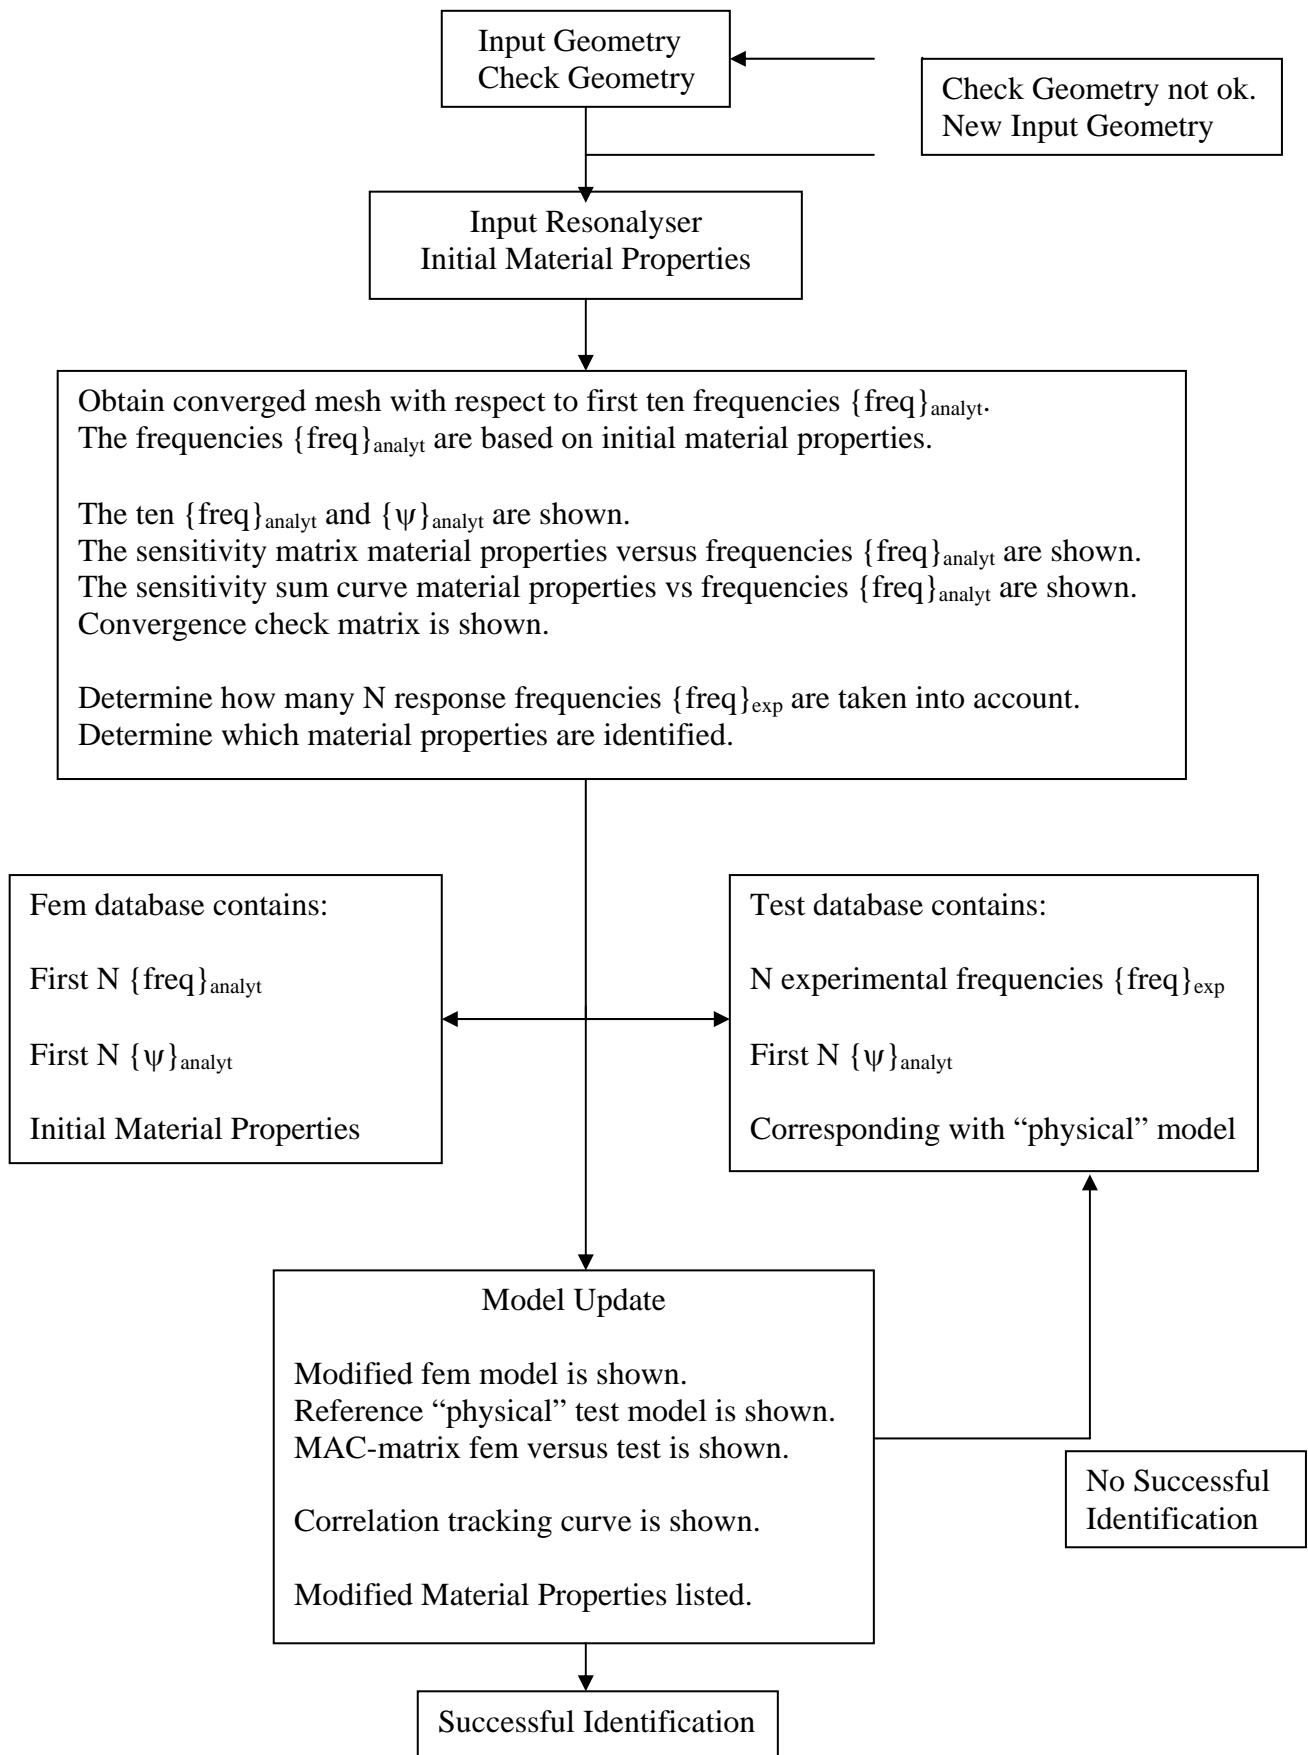 Input Geometry
Check Geometry
Check Geometry not ok.
New Input Geometry
Input Resonalyser
Initial Material Properties
Obtain converged mesh with respect to first ten frequencies {freq}analyt.
The frequencies {freq}analyt are based on initial material properties.
The ten {freq}analyt and {ψ}analyt are shown.
The sensitivity matrix material properties versus frequencies {freq}analyt are shown.
The sensitivity sum curve material properties vs frequencies {freq}analyt are shown.
Convergence check matrix is shown.
Determine how many N response frequencies {freq}exp are taken into account.
Determine which material properties are identified.
Fem database contains:
First N {freq}analyt
First N {ψ}analyt
Initial Material Properties
Test database contains:
N experimental frequencies {freq}exp
First N {ψ}analyt
Corresponding with “physical” model
Model Update
Modified fem model is shown.
Reference “physical” test model is shown.
MAC-matrix fem versus test is shown.
Correlation tracking curve is shown.
Modified Material Properties listed.
No Successful
Identification
Successful Identification